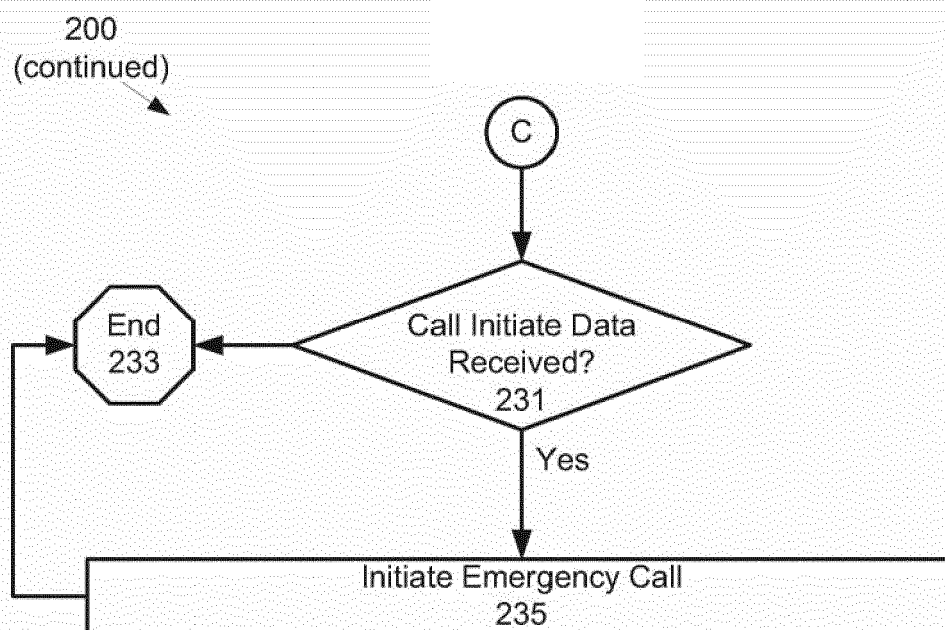 200
(continued)
C
End
233
Call Initiate Data
Received?
231
Yes
Initiate Emergency Call
235